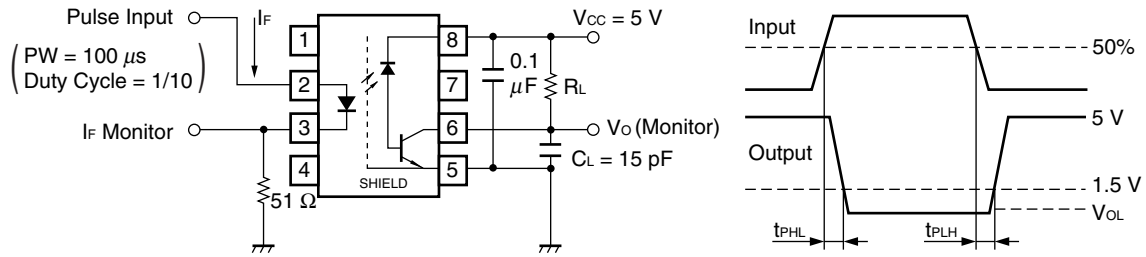 Pulse Input
IF
(PW = 100 μs
Duty Cycle = 1/10)
IF Monitor
51 Ω
1
2
3
4
SHIELD
8
7
6
5
VCC = 5 V
0.1
μF
RL
VO (Monitor)
CL = 15 pF
Input
50%
5 V
Output
1.5 V
VOL
tPHL
tPLH